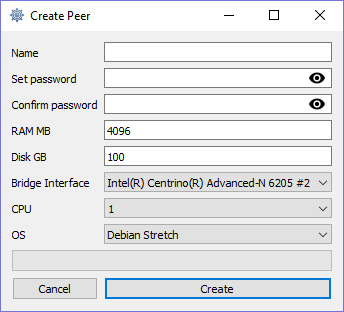 Create Peer
Name
Set password
Confirm password
RAM MB 4096
Disk GB 100
Bridge Interface Intel(R) Centrino(R) Advanced-N 6205 #2
CPU 1
OS Debian Stretch
Cancel Create